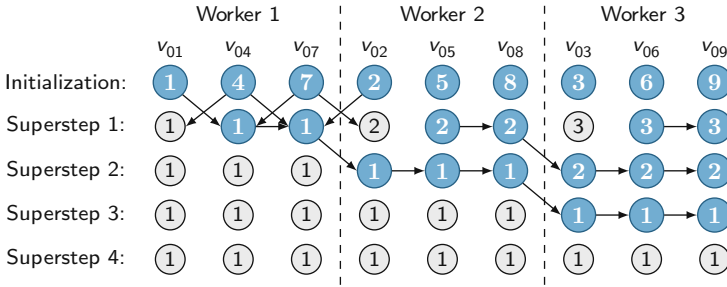 Worker 1 Worker 2 Worker 3
v01 v04 v07 v02 v05 v08 v03 v06 v09
Initialization: 1 4 7 2 5 8 3 6 9
Superstep 1: 1 1 1 2 2 2 3 3 3
Superstep 2: 1 1 1 1 1 1 2 2 2
Superstep 3: 1 1 1 1 1 1 1 1 1
Superstep 4: 1 1 1 1 1 1 1 1 1